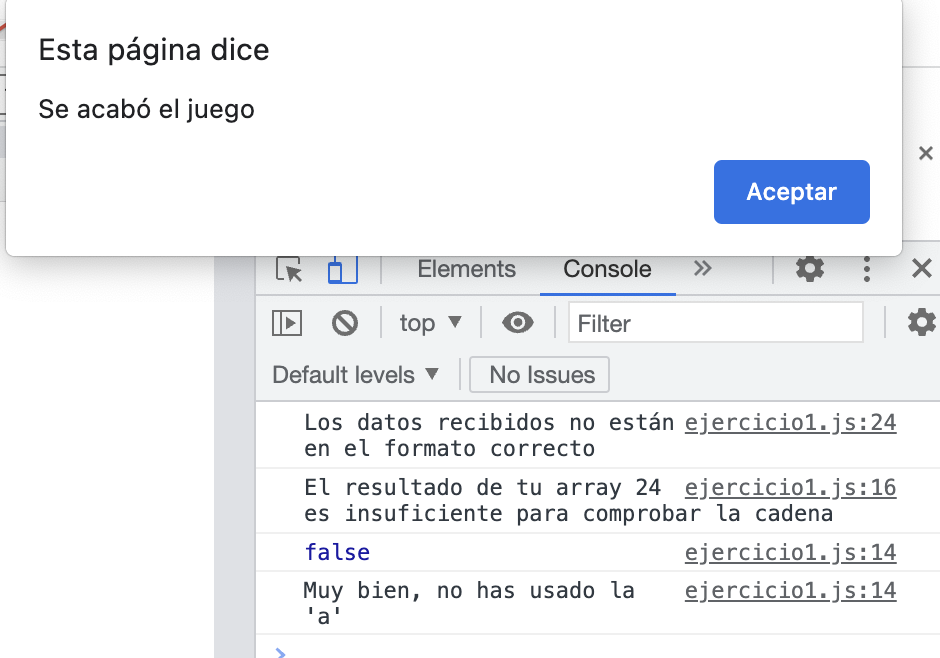 Esta página dice
Se acabó el juego
Aceptar
Elements Console
top Filter
Default levels No Issues
Los datos recibidos no están ejercicio1.js:24
en el formato correcto
El resultado de tu array 24 ejercicio1.js:16
es insuficiente para comprobar la cadena
false ejercicio1.js:14
Muy bien, no has usado la ejercicio1.js:14
'a'